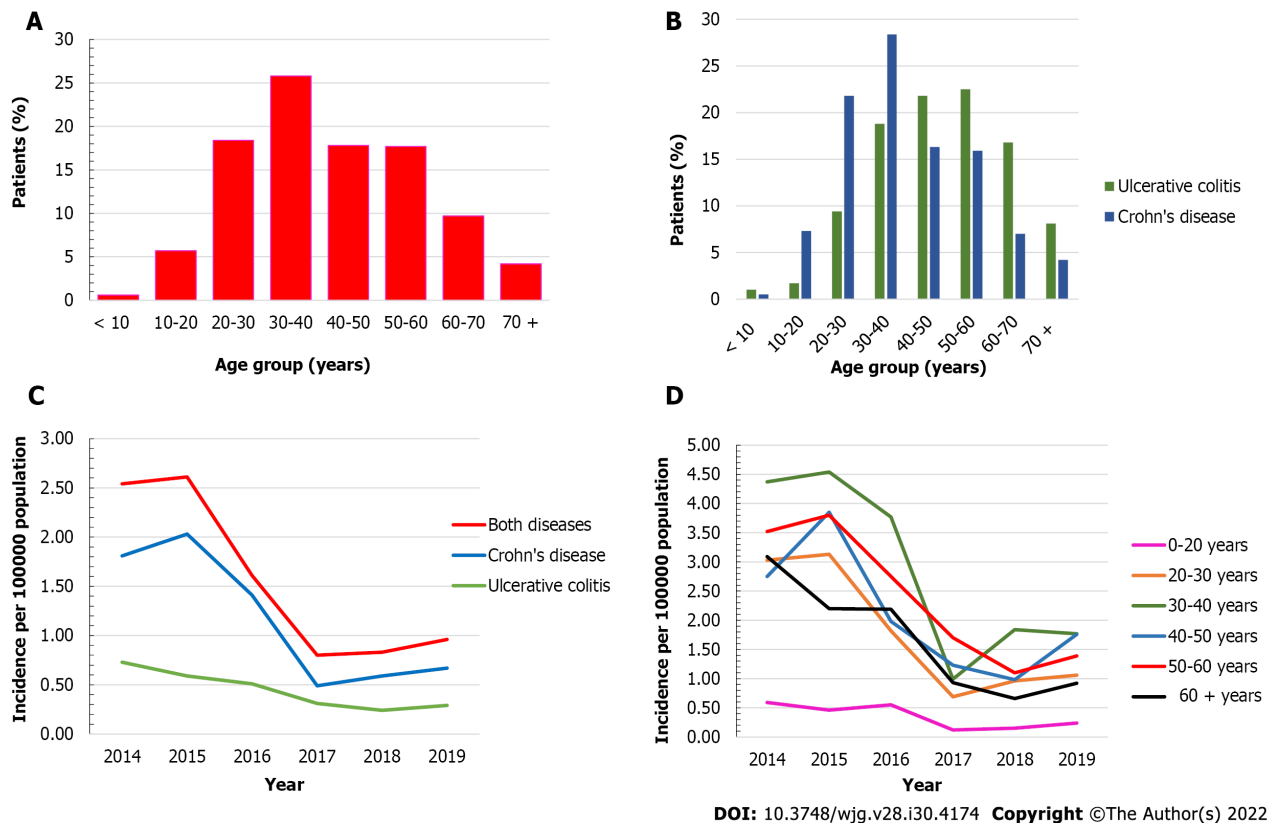 A
30
25
20
15
10
5
0
Patients (%)
< 10 10-20 20-30 30-40 40-50 50-60 60-70 70 +
Age group (years)
B
30
25
20
15
10
5
0
Patients (%)
< 10 10-20 20-30 30-40 40-50 50-60 60-70 70 +
Age group (years)
Ulcerative colitis
Crohn's disease
C
3.00
2.50
2.00
1.50
1.00
0.50
0.00
Incidence per 100000 population
2014 2015 2016 2017 2018 2019
Year
Both diseases
Crohn's disease
Ulcerative colitis
D
5.00
4.50
4.00
3.50
3.00
2.50
2.00
1.50
1.00
0.50
0.00
Incidence per 100000 population
2014 2015 2016 2017 2018 2019
Year
0-20 years
20-30 years
30-40 years
40-50 years
50-60 years
60 + years
DOI: 10.3748/wjg.v28.i30.4174 Copyright ©The Author(s) 2022